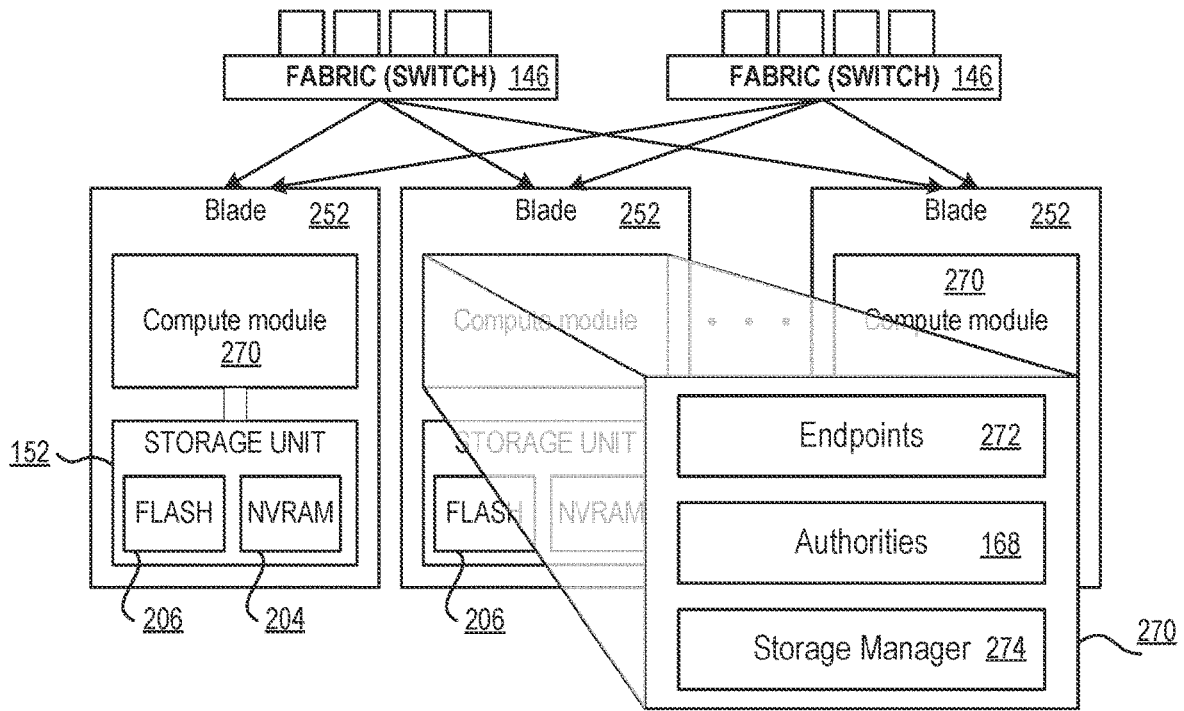 FABRIC (SWITCH) 146
FABRIC (SWITCH) 146
Blade 252
Blade 252
Blade 252
Compute module
270
Compute module
. . .
270
Compute module
152
STORAGE UNIT
FLASH
NVRAM
206
204
STORAGE UNIT
FLASH
NVRAM
206
Endpoints 272
Authorities 168
Storage Manager 274
270